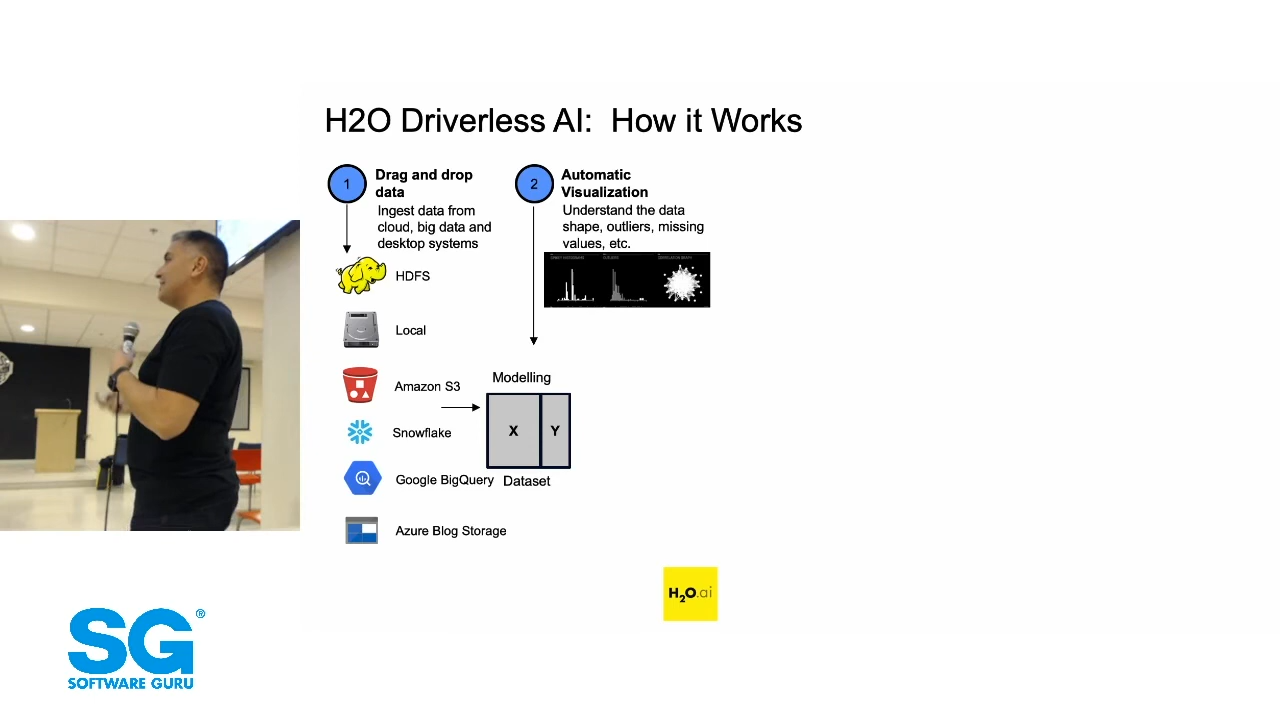 H2O Driverless AI: How it Works
1
Drag and drop
data
Ingest data from
cloud, big data and
desktop systems
HDFS
Local
Amazon S3
Snowflake
Google BigQuery
Azure Blog Storage
2
Automatic
Visualization
Understand the data
shape, outliers, missing
values, etc.
Modelling
X
Y
Dataset
H2O.ai
SG®
SOFTWARE GURU